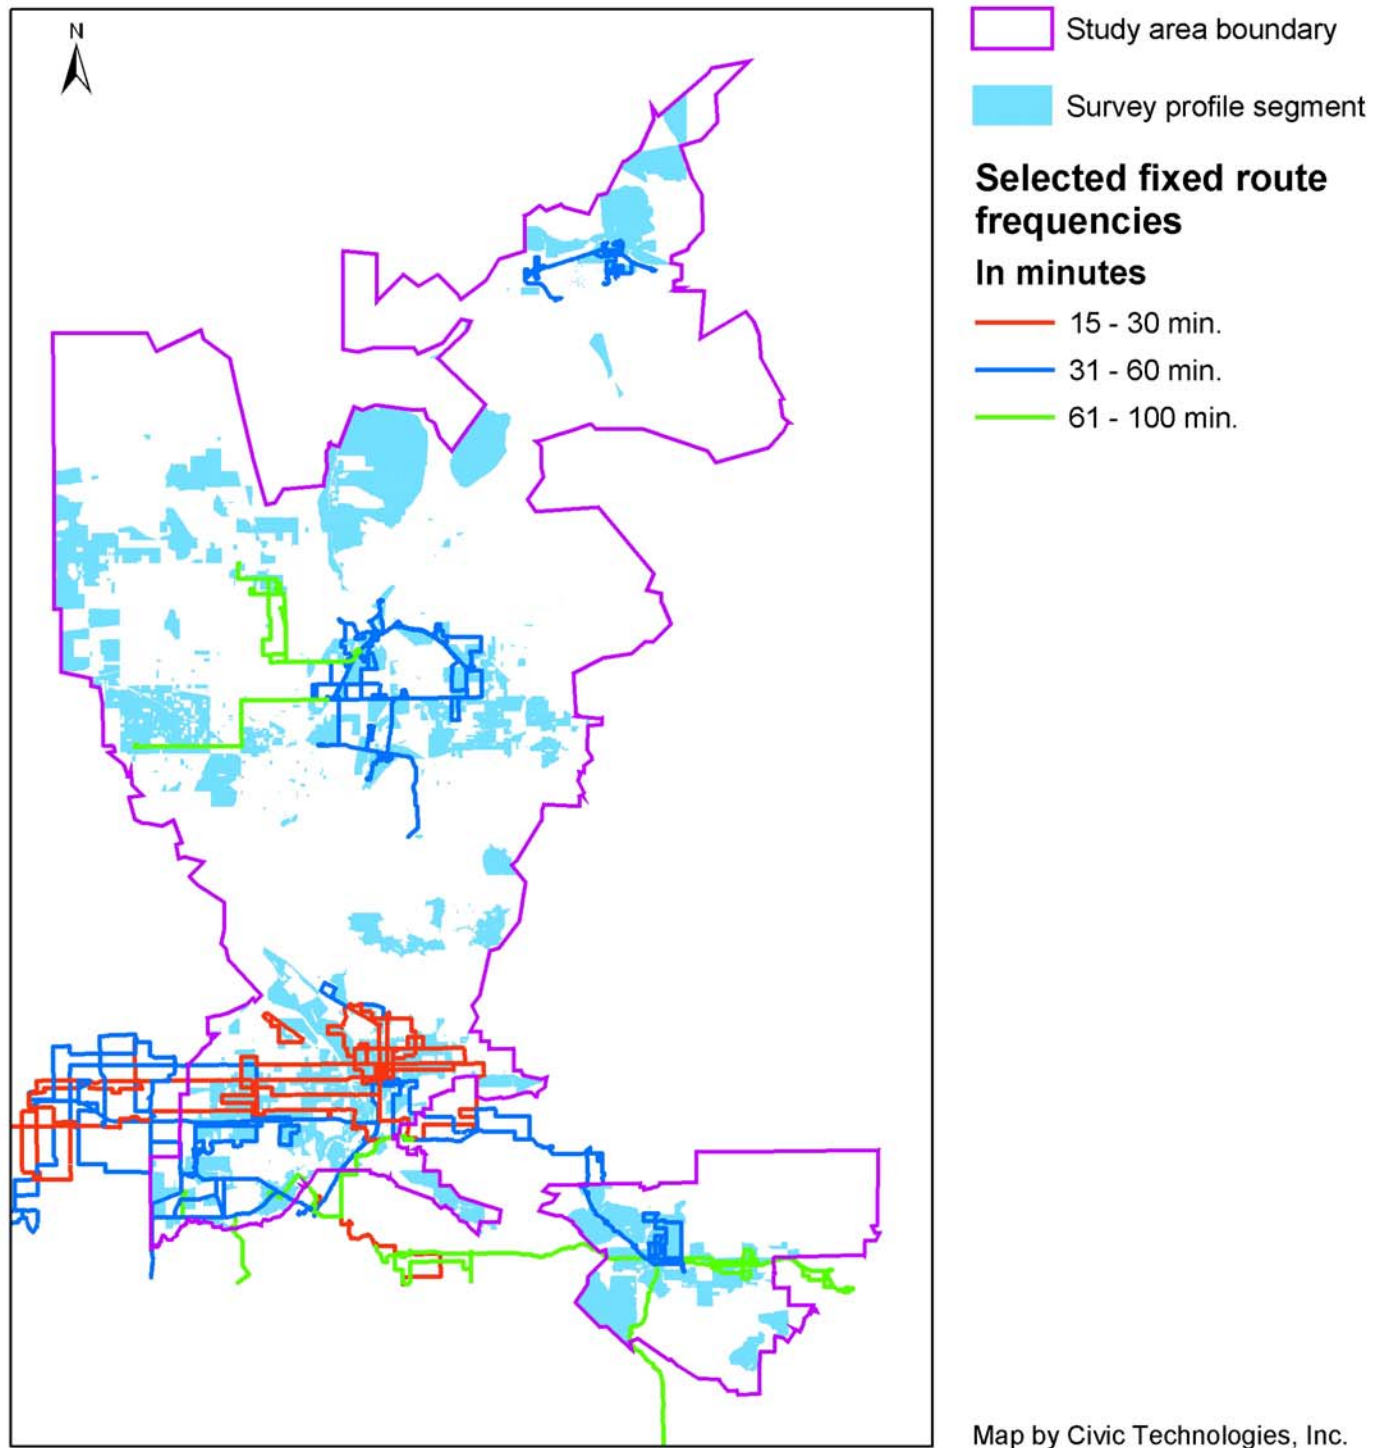 N
Study area boundary
Survey profile segment
Selected fixed route
frequencies
In minutes
15 - 30 min.
31 - 60 min.
61 - 100 min.
Map by Civic Technologies, Inc.